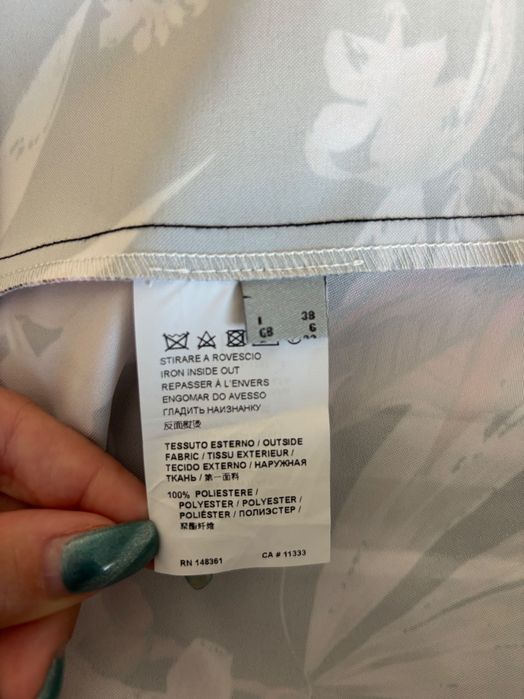 I 38
GB 6
STIRARE A ROVESCIO
IRON INSIDE OUT
REPASSER À L'ENVERS
ENGOMAR DO AVESSO
ГЛАДИТЬ НАИЗНАНКУ
反面熨烫
TESSUTO ESTERNO / OUTSIDE
FABRIC / TISSU EXTERIEUR /
TECIDO EXTERNO / НАРУЖНАЯ
ТКАНЬ / 第一面料
100% POLIESTERE /
POLYESTER / POLYESTER /
POLIÉSTER / ПОЛИЭСТЕР /
聚酯纤维
RN 148361 CA # 11333